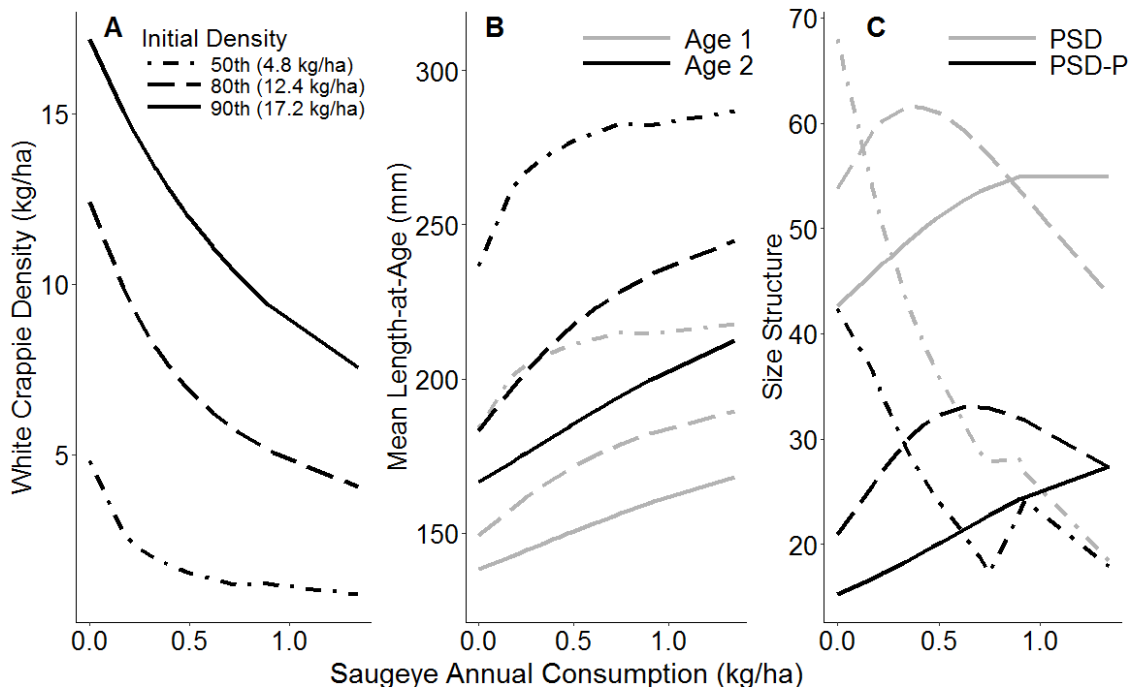 A
Initial Density
50th (4.8 kg/ha)
80th (12.4 kg/ha)
90th (17.2 kg/ha)
White Crappie Density (kg/ha)
15
10
5
0.0 0.5 1.0
B
Age 1
Age 2
Mean Length-at-Age (mm)
300
250
200
150
0.0 0.5 1.0
C
PSD
PSD-P
Size Structure
70
60
50
40
30
20
0.0 0.5 1.0
Saugeye Annual Consumption (kg/ha)